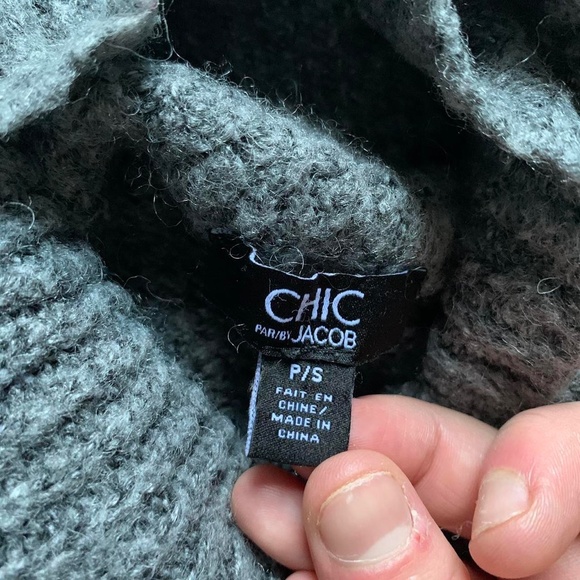 CHIC
PAR/BY JACOB
P/S
FAIT EN
CHINE/
MADE IN
CHINA